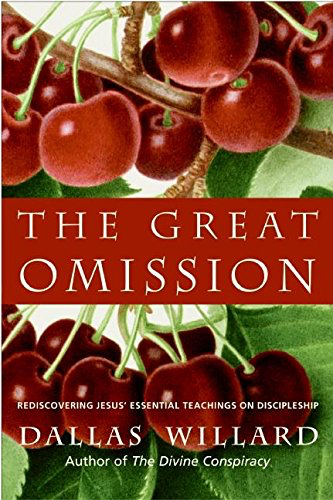 THE GREAT
OMISSION
REDISCOVERING JESUS' ESSENTIAL TEACHINGS ON DISCIPLESHIP
DALLAS WILLARD
Author of The Divine Conspiracy